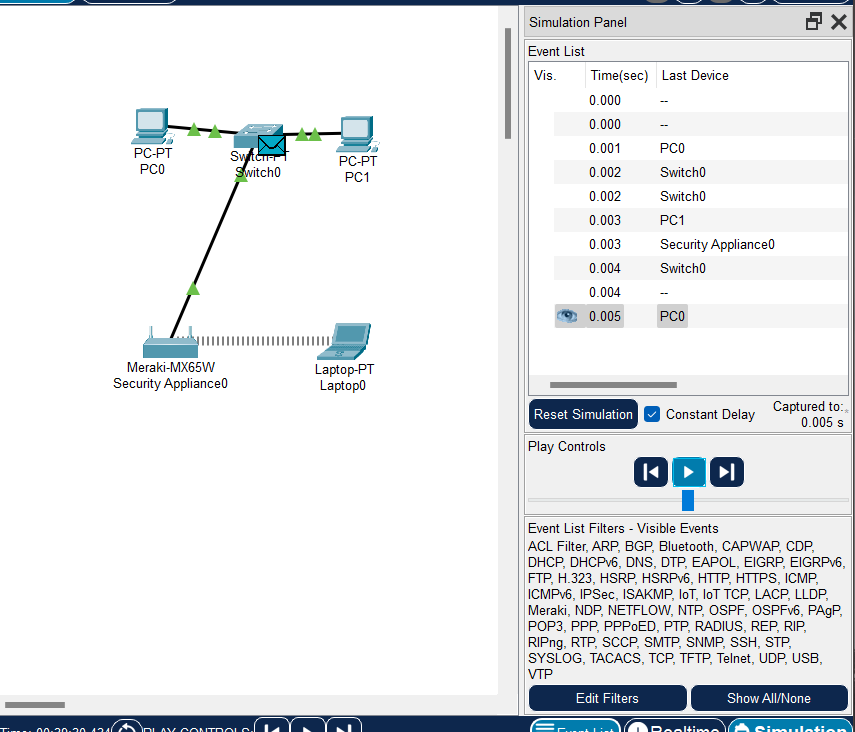 Simulation Panel
Event List
Vis. Time(sec) Last Device
0.000 --
0.000 --
0.001 PC0
0.002 Switch0
0.002 Switch0
0.003 PC1
0.003 Security Appliance0
0.004 Switch0
0.004 --
0.005 PC0
Reset Simulation Constant Delay Captured to:
0.005 s
Play Controls
Event List Filters - Visible Events
ACL Filter, ARP, BGP, Bluetooth, CAPWAP, CDP,
DHCP, DHCPv6, DNS, DTP, EAPOL, EIGRP, EIGRPv6,
FTP, H.323, HSRP, HSRPv6, HTTP, HTTPS, ICMP,
ICMPv6, IPSec, ISAKMP, IoT, IoT TCP, LACP, LLDP,
Meraki, NDP, NETFLOW, NTP, OSPF, OSPFv6, PAgP,
POP3, PPP, PPPoED, PTP, RADIUS, REP, RIP,
RIPng, RTP, SCCP, SMTP, SNMP, SSH, STP,
SYSLOG, TACACS, TCP, TFTP, Telnet, UDP, USB,
VTP
Edit Filters Show All/None
PC-PT
PC0
Switch-PT
Switch0
PC-PT
PC1
Meraki-MX65W
Security Appliance0
Laptop-PT
Laptop0
PLAY CONTROLS:
Event List Realtime Simulation